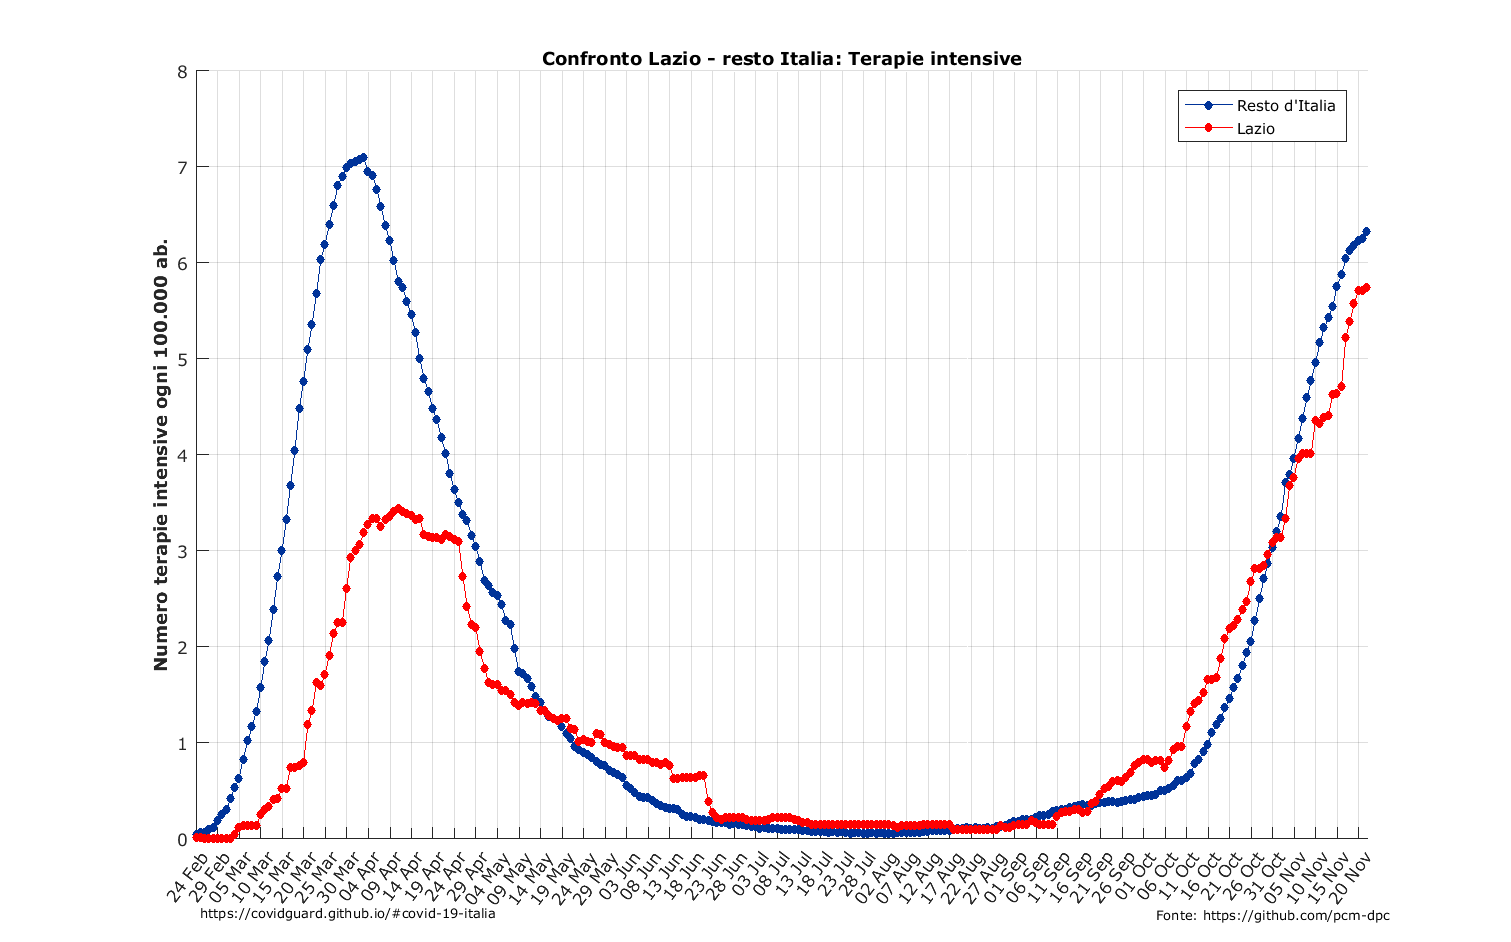 Confronto Lazio - resto Italia: Terapie intensive
Resto d'Italia
Lazio
Numero terapie intensive ogni 100.000 ab.
8
7
6
5
4
3
2
1
0
24 Feb
29 Feb
05 Mar
10 Mar
15 Mar
20 Mar
25 Mar
30 Mar
04 Apr
09 Apr
14 Apr
19 Apr
24 Apr
29 Apr
04 May
09 May
14 May
19 May
24 May
29 May
03 Jun
08 Jun
13 Jun
18 Jun
23 Jun
28 Jun
03 Jul
08 Jul
13 Jul
18 Jul
23 Jul
28 Jul
02 Aug
07 Aug
12 Aug
17 Aug
22 Aug
27 Aug
01 Sep
06 Sep
11 Sep
16 Sep
21 Sep
26 Sep
01 Oct
06 Oct
11 Oct
16 Oct
21 Oct
26 Oct
31 Oct
05 Nov
10 Nov
15 Nov
20 Nov
https://covidguard.github.io/#covid-19-italia
Fonte: https://github.com/pcm-dpc